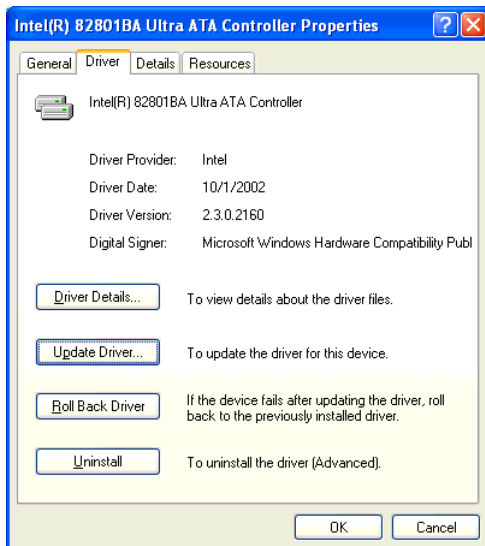 Intel(R) 82801BA Ultra ATA Controller Properties
General Driver Details Resources
Intel(R) 82801BA Ultra ATA Controller
Driver Provider: Intel
Driver Date: 10/1/2002
Driver Version: 2.3.0.2160
Digital Signer: Microsoft Windows Hardware Compatibility Publ
Driver Details... To view details about the driver files.
Update Driver... To update the driver for this device.
Roll Back Driver If the device fails after updating the driver, roll
back to the previously installed driver.
Uninstall To uninstall the driver (Advanced).
OK Cancel